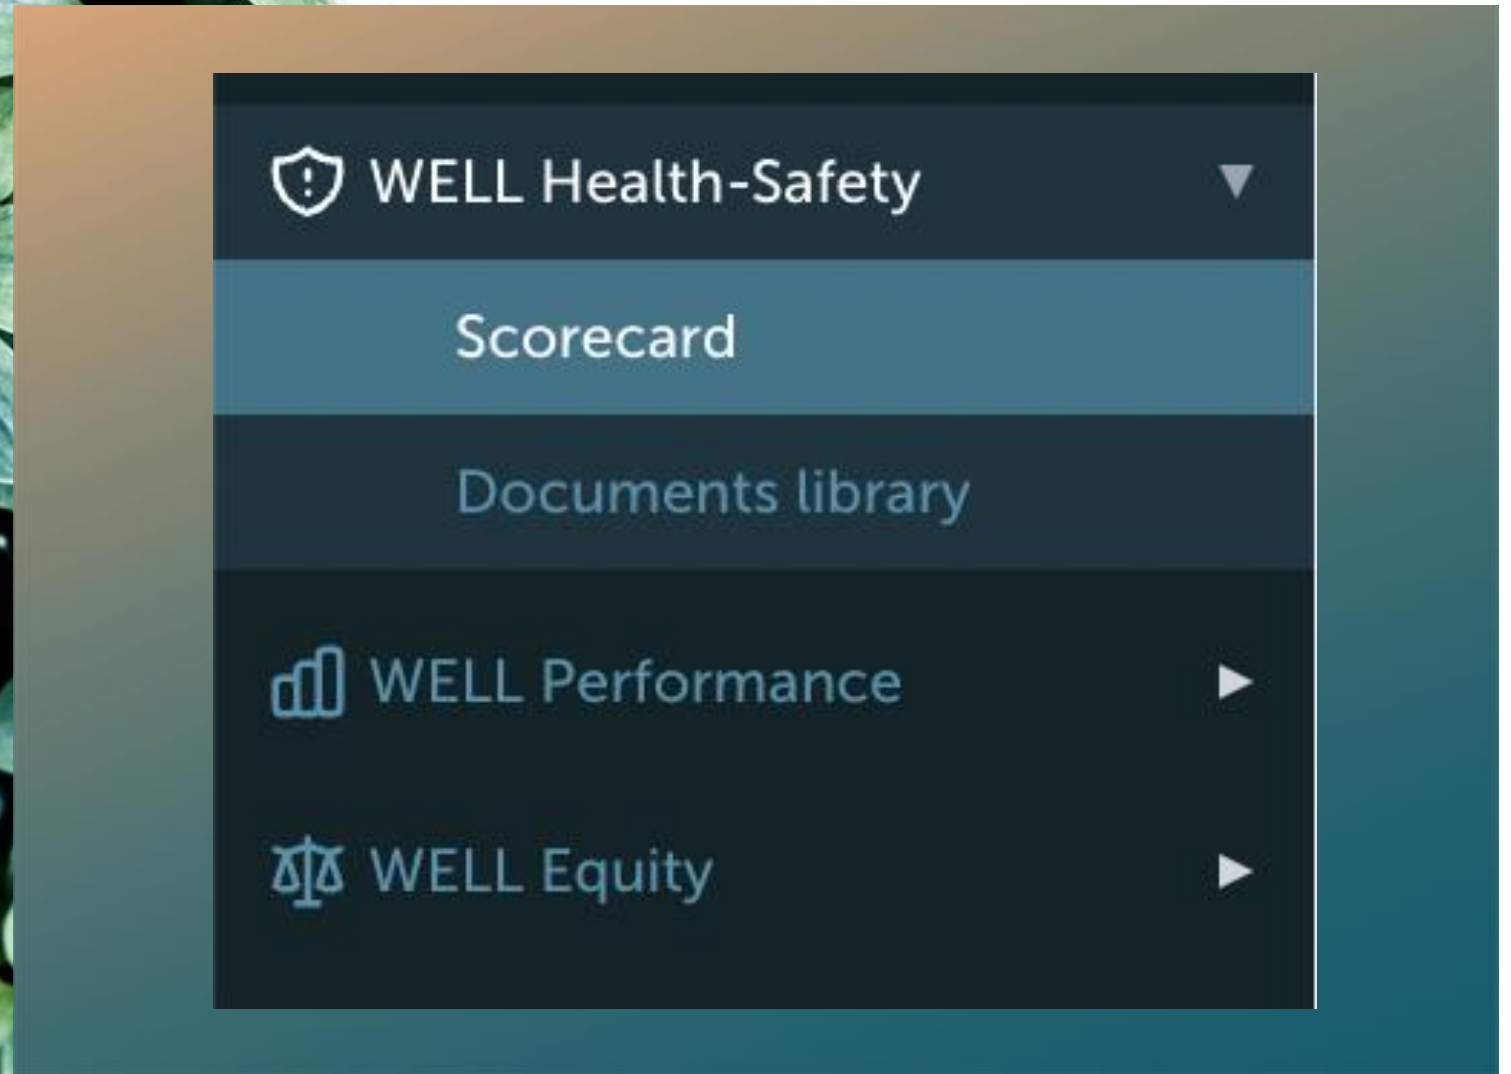 WELL Health-Safety
Scorecard
Documents library
WELL Performance
WELL Equity